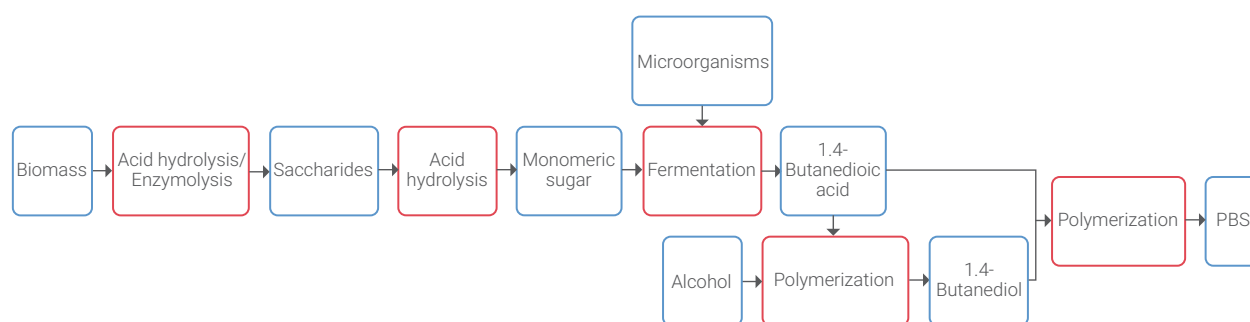 Microorganisms
Biomass
Acid hydrolysis/
Enzymolysis
Saccharides
Acid
hydrolysis
Monomeric
sugar
Fermentation
1.4-
Butanedioic
acid
Polymerization
PBS
Alcohol
Polymerization
1.4-
Butanediol